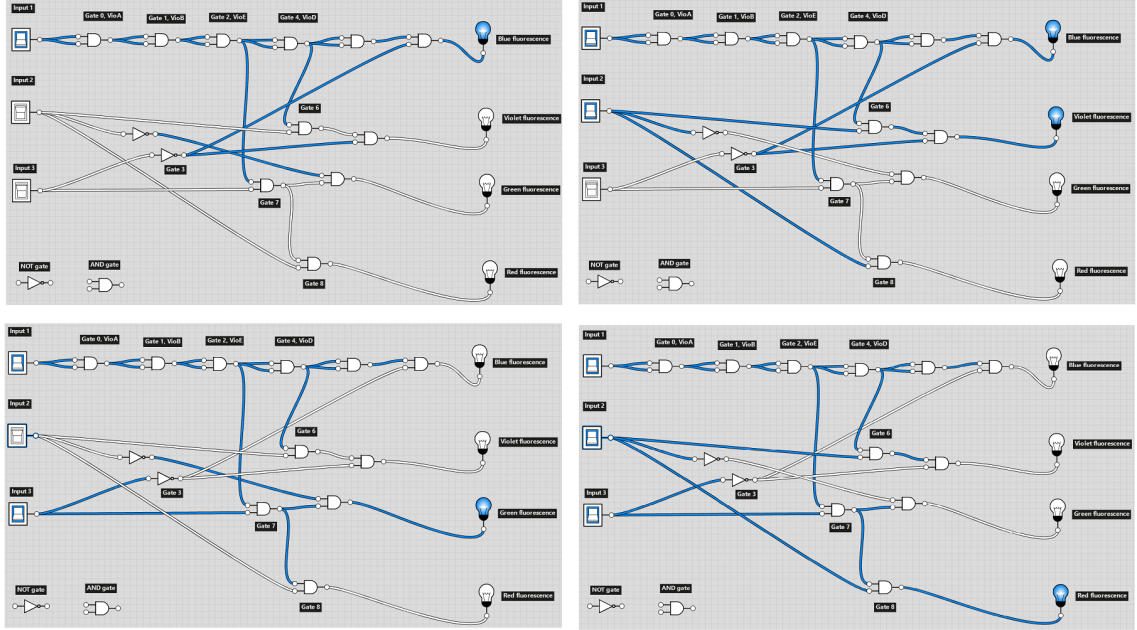 Input 1
Gate 0, VioA
Gate 1, VioB
Gate 2, VioE
Gate 4, VioD
Blue fluorescence
Input 2
Gate 6
Violet fluorescence
Gate 3
Input 3
Green fluorescence
Gate 7
NOT gate
AND gate
Red fluorescence
Gate 8
Input 1
Gate 0, VioA
Gate 1, VioB
Gate 2, VioE
Gate 4, VioD
Blue fluorescence
Input 2
Gate 6
Violet fluorescence
Gate 3
Input 3
Green fluorescence
Gate 7
NOT gate
AND gate
Red fluorescence
Gate 8
Input 1
Gate 0, VioA
Gate 1, VioB
Gate 2, VioE
Gate 4, VioD
Blue fluorescence
Input 2
Gate 6
Violet fluorescence
Gate 3
Input 3
Green fluorescence
Gate 7
NOT gate
AND gate
Red fluorescence
Gate 8
Input 1
Gate 0, VioA
Gate 1, VioB
Gate 2, VioE
Gate 4, VioD
Blue fluorescence
Input 2
Gate 6
Violet fluorescence
Gate 3
Input 3
Green fluorescence
Gate 7
NOT gate
AND gate
Red fluorescence
Gate 8